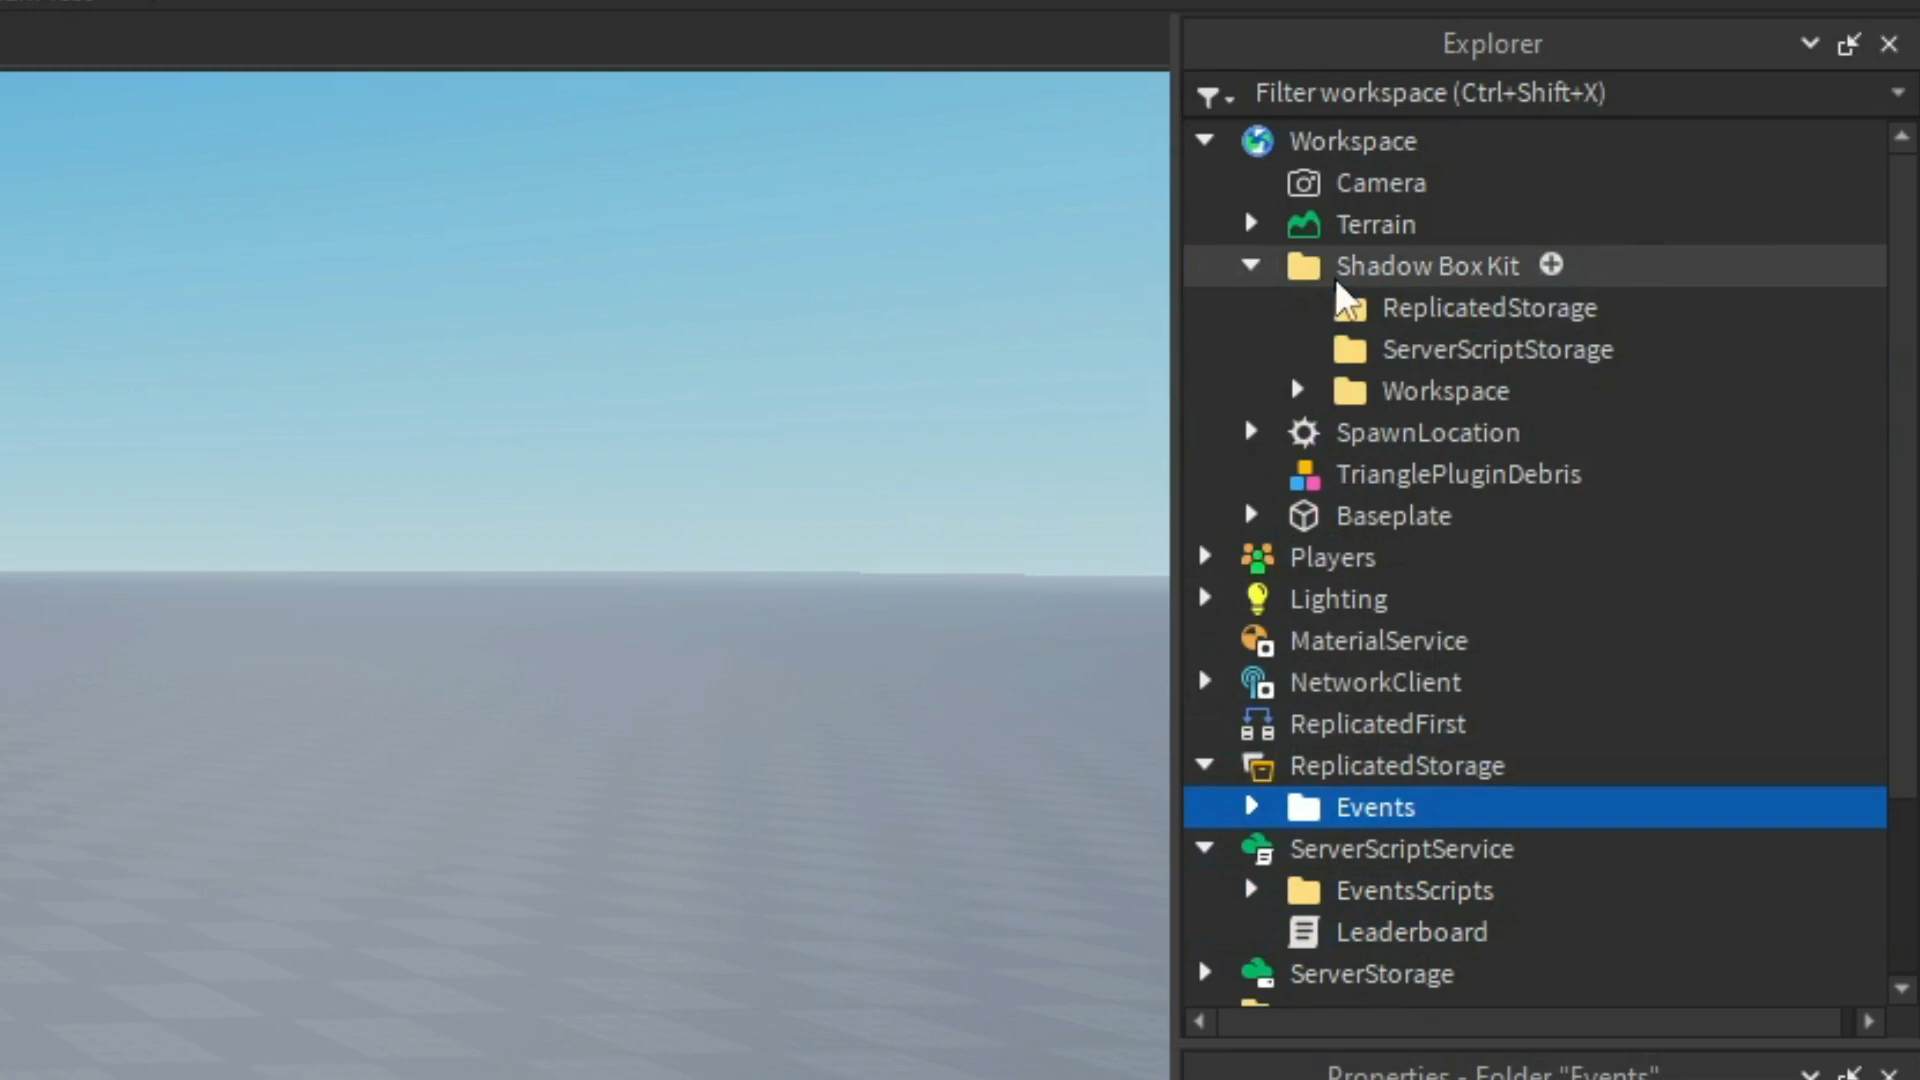 Explorer
Filter workspace (Ctrl+Shift+X)
Workspace
Camera
Terrain
Shadow Box Kit
ReplicatedStorage
ServerScriptStorage
Workspace
SpawnLocation
TrianglePluginDebris
Baseplate
Players
Lighting
MaterialService
NetworkClient
ReplicatedFirst
ReplicatedStorage
Events
ServerScriptService
EventsScripts
Leaderboard
ServerStorage
Properties - Folder "Events"